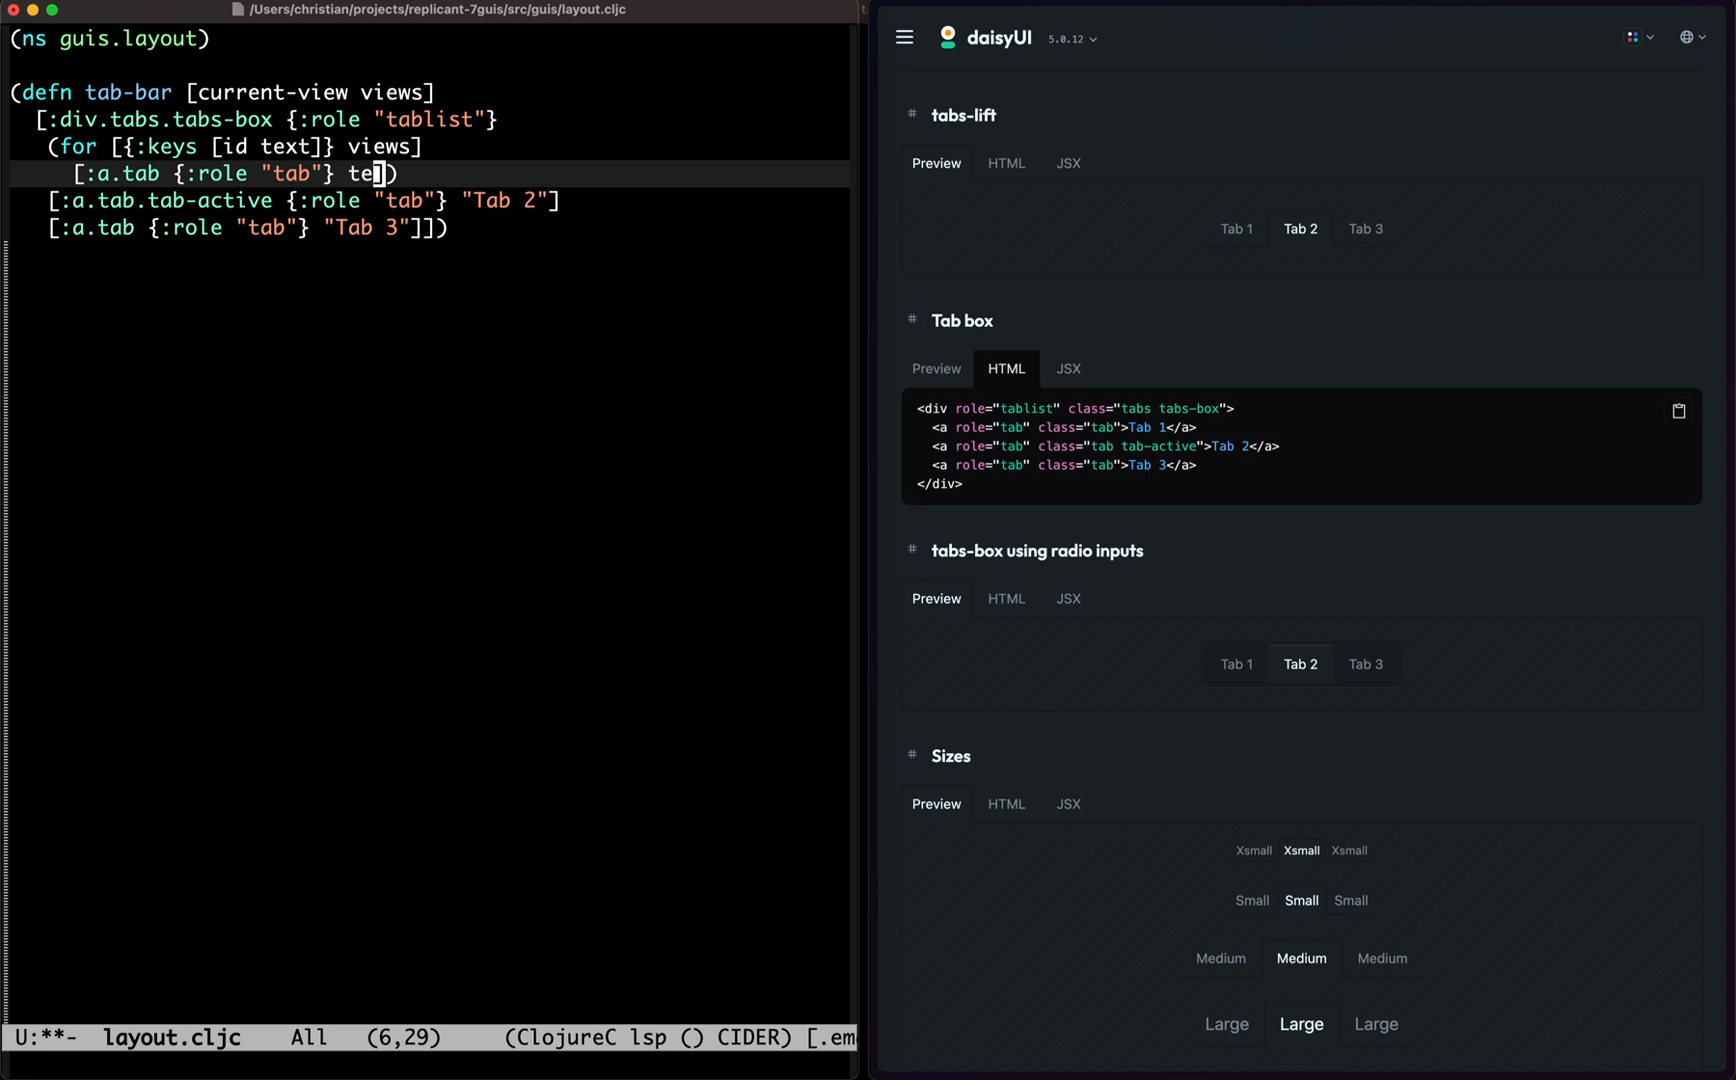 /Users/christian/projects/replicant-7guis/src/guis/layout.cljc
(ns guis.layout)
(defn tab-bar [current-view views]
[:div.tabs.tabs-box {:role "tablist"}
(for [{:keys [id text]} views]
[:a.tab {:role "tab"} te])
[:a.tab.tab-active {:role "tab"} "Tab 2"]
[:a.tab {:role "tab"} "Tab 3"]])
U:**- layout.cljc All (6,29) (ClojureC lsp () CIDER) [.em
daisyUI 5.0.12
# tabs-lift
Preview HTML JSX
Tab 1 Tab 2 Tab 3
# Tab box
Preview HTML JSX
<div role="tablist" class="tabs tabs-box">
<a role="tab" class="tab">Tab 1</a>
<a role="tab" class="tab tab-active">Tab 2</a>
<a role="tab" class="tab">Tab 3</a>
</div>
# tabs-box using radio inputs
Preview HTML JSX
Tab 1 Tab 2 Tab 3
# Sizes
Preview HTML JSX
Xsmall Xsmall Xsmall
Small Small Small
Medium Medium Medium
Large Large Large